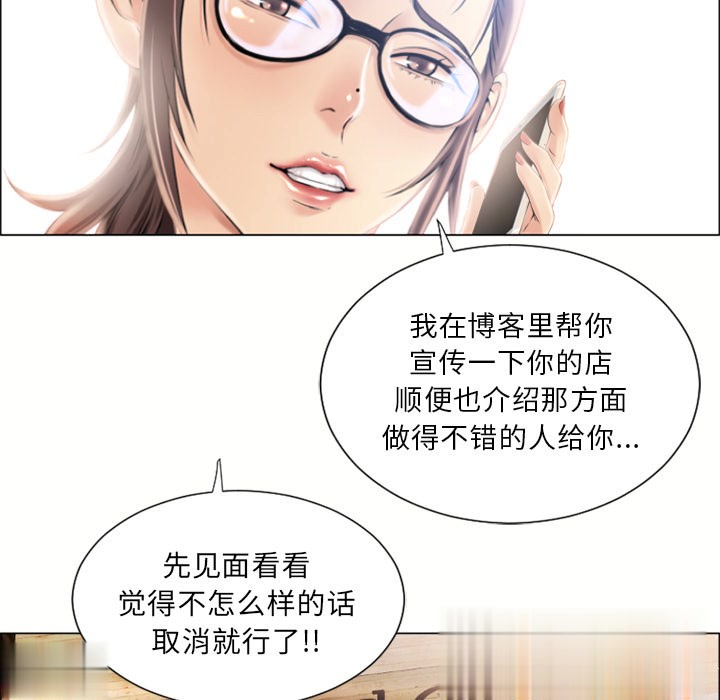 我在博客里帮你
宣传一下你的店
顺便也介绍那方面
做得不错的人给你...
先见面看看
觉得不怎么样的话
取消就行了!!